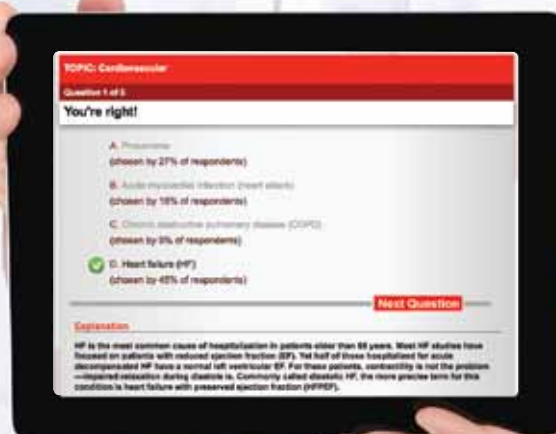 TOPIC: Cardiovascular
Question 1 of 5
You're right!
A. Pneumonia
(chosen by 27% of respondents)
B. Acute myocardial infarction (heart attack)
(chosen by 18% of respondents)
C. Chronic obstructive pulmonary disease (COPD)
(chosen by 9% of respondents)
D. Heart failure (HF)
(chosen by 45% of respondents)
Next Question
Explanation
HF is the most common cause of hospitalization in patients older than 65 years. Most HF studies have
focused on patients with reduced ejection fraction (EF). Yet half of those hospitalized for acute
decompensated HF have a normal left ventricular EF. For these patients, contractility is not the problem
—impaired relaxation during diastole is. Commonly called diastolic HF, the more precise term for this
condition is heart failure with preserved ejection fraction (HFPEF).